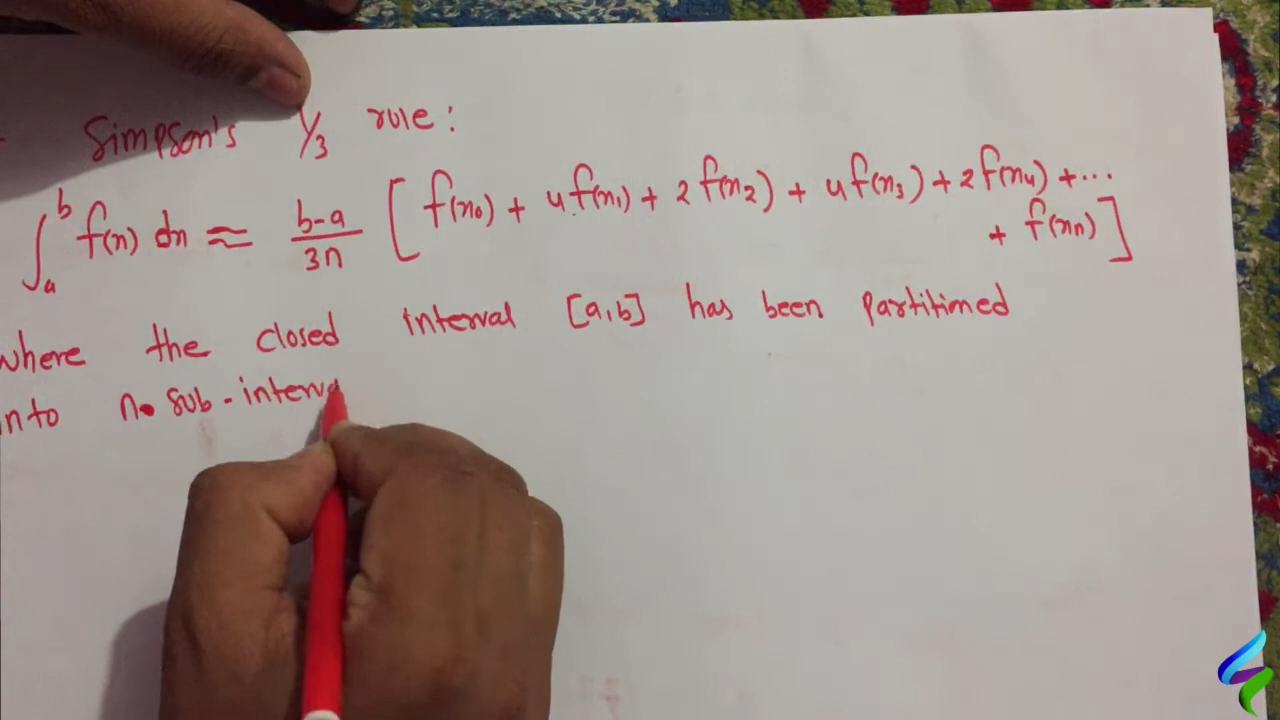 Simpson's 1/3 rule:
∫_a^b f(x) dx ≈ (b-a)/(3n) [ f(x₀) + 4f(x₁) + 2f(x₂) + 4f(x₃) + 2f(x₄) + ...
+ f(xn) ]
where the closed interval [a,b] has been partitioned
into n. sub-interva